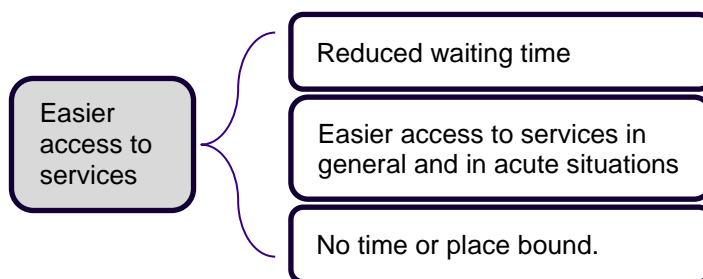 Easier
access to
services
Reduced waiting time
Easier access to services in
general and in acute situations
No time or place bound.